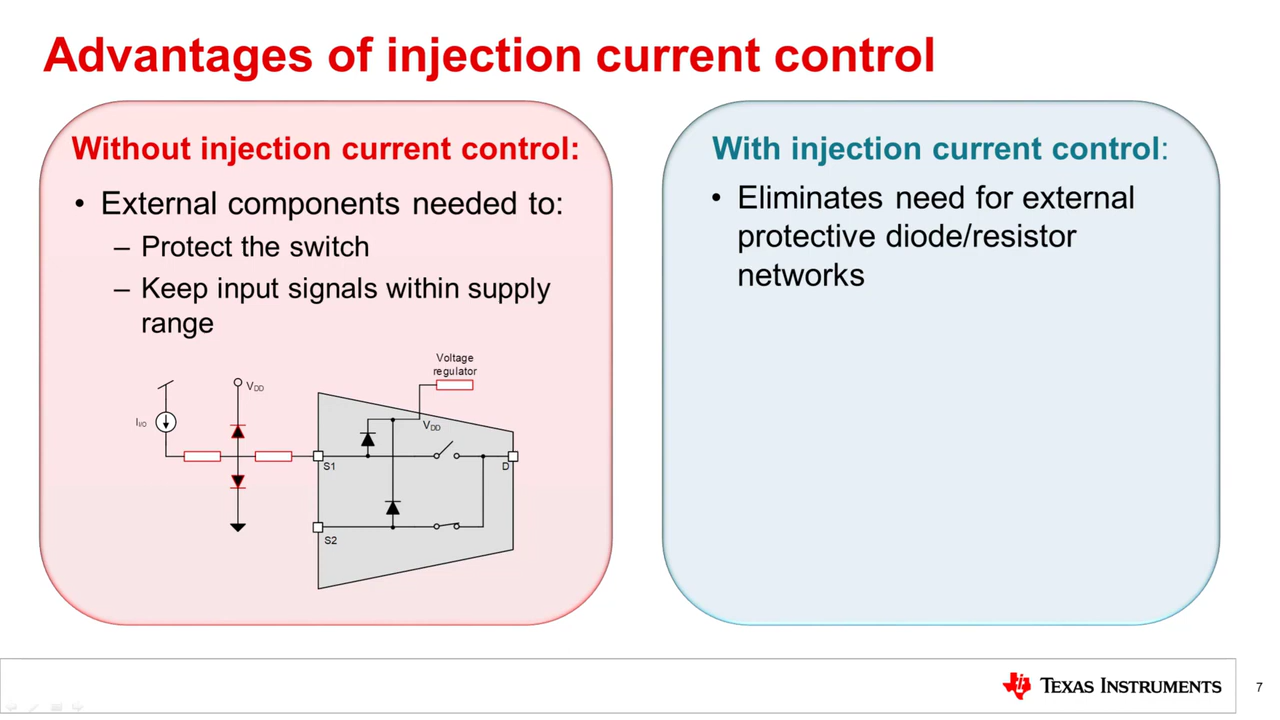 Advantages of injection current control
Without injection current control:
• External components needed to:
– Protect the switch
– Keep input signals within supply
range
Voltage
regulator
VDD
II/O
VDD
S1
D
S2
With injection current control:
• Eliminates need for external
protective diode/resistor
networks
TEXAS INSTRUMENTS
7